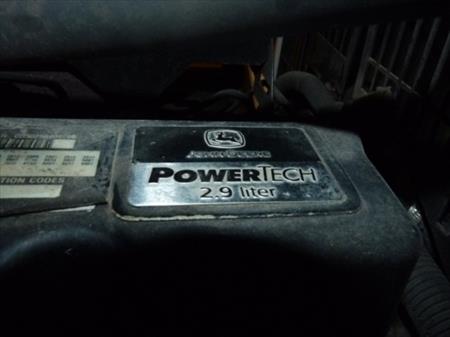 JOHN DEERE
POWERTECH
2.9 liter
TION CODES